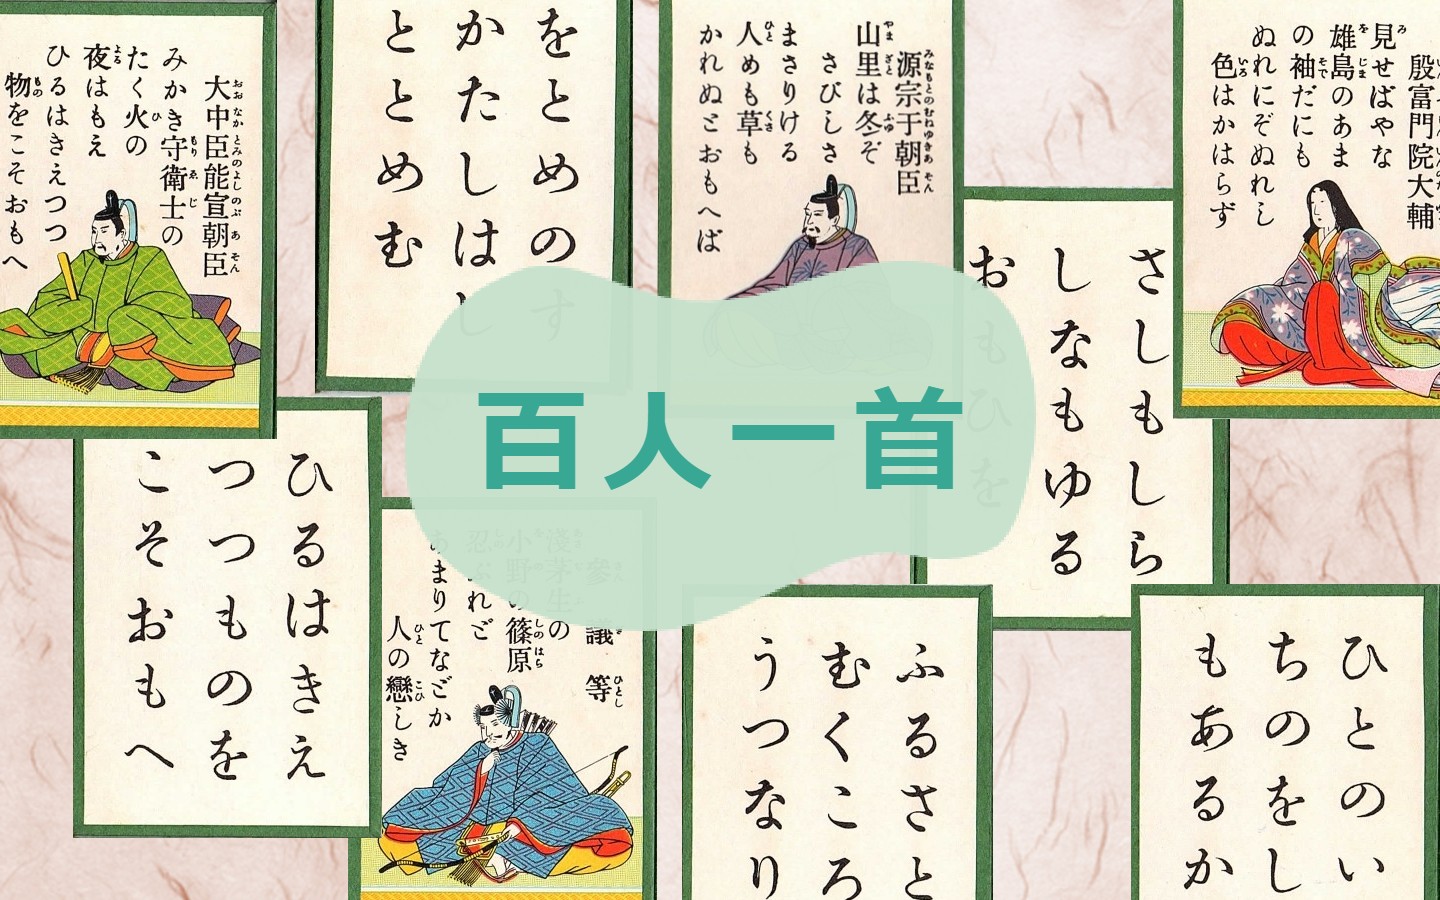 百人一首
大中臣能宣朝臣
みかき守衛士の
たく火の
夜はもえ
ひるはきえつつ
物をこそおもへ
をとめの
かたしは
ととめむ
源宗于朝臣
山里は冬ぞ
さびしさ
まさりける
人めも草も
かれぬとおもへば
殷富門院大輔
見せばやな
雄島のあま
の袖だにも
ぬれにぞぬれし
色はかはらず
さしもしら
しなもゆる
おもひを
ひるはきえ
つつものを
こそおもへ
參議 等
淺茅生の
小野の篠原
忍ぶれど
あまりてなどか
人の戀しき
ふるさと
むくころ
うつなり
ひとのい
ちのをし
もあるか